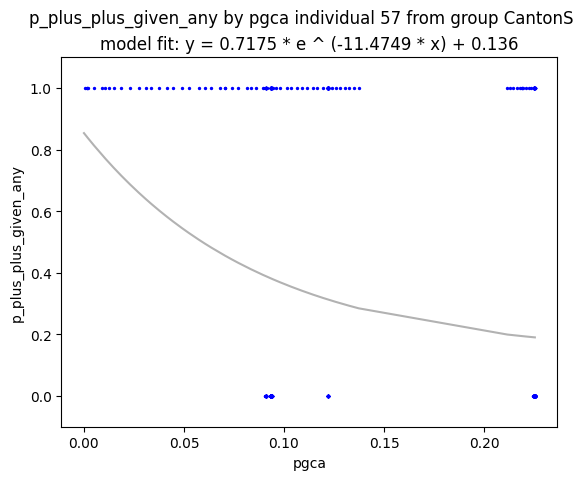 p_plus_plus_given_any by pgca individual 57 from group CantonS
model fit: y = 0.7175 * e ^ (-11.4749 * x) + 0.136
1.0
0.8
0.6
0.4
0.2
0.0
p_plus_plus_given_any
0.00 0.05 0.10 0.15 0.20
pgca